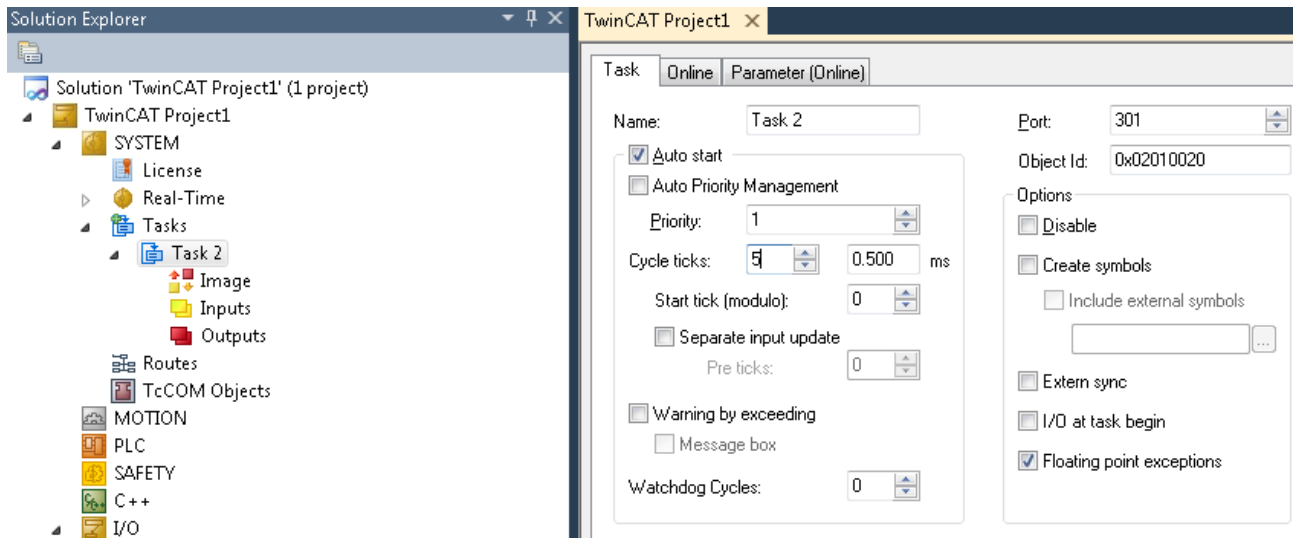 Solution Explorer
Solution 'TwinCAT Project1' (1 project)
TwinCAT Project1
SYSTEM
License
Real-Time
Tasks
Task 2
Image
Inputs
Outputs
Routes
TcCOM Objects
MOTION
PLC
SAFETY
C++
I/O
TwinCAT Project1
Task Online Parameter (Online)
Name: Task 2
Auto start
Auto Priority Management
Priority: 1
Cycle ticks: 5 0.500 ms
Start tick (modulo): 0
Separate input update
Pre ticks: 0
Warning by exceeding
Message box
Watchdog Cycles: 0
Port: 301
Object Id: 0x02010020
Options
Disable
Create symbols
Include external symbols
...
Extern sync
I/O at task begin
Floating point exceptions